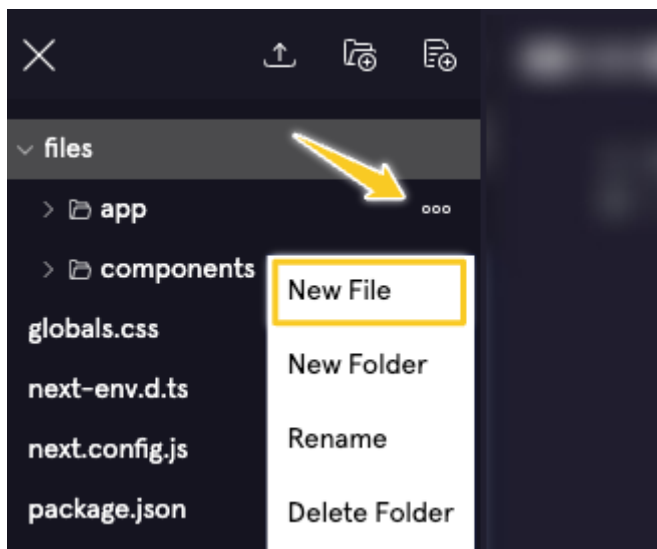 files
app
components
New File
globals.css
New Folder
next-env.d.ts
Rename
next.config.js
package.json
Delete Folder